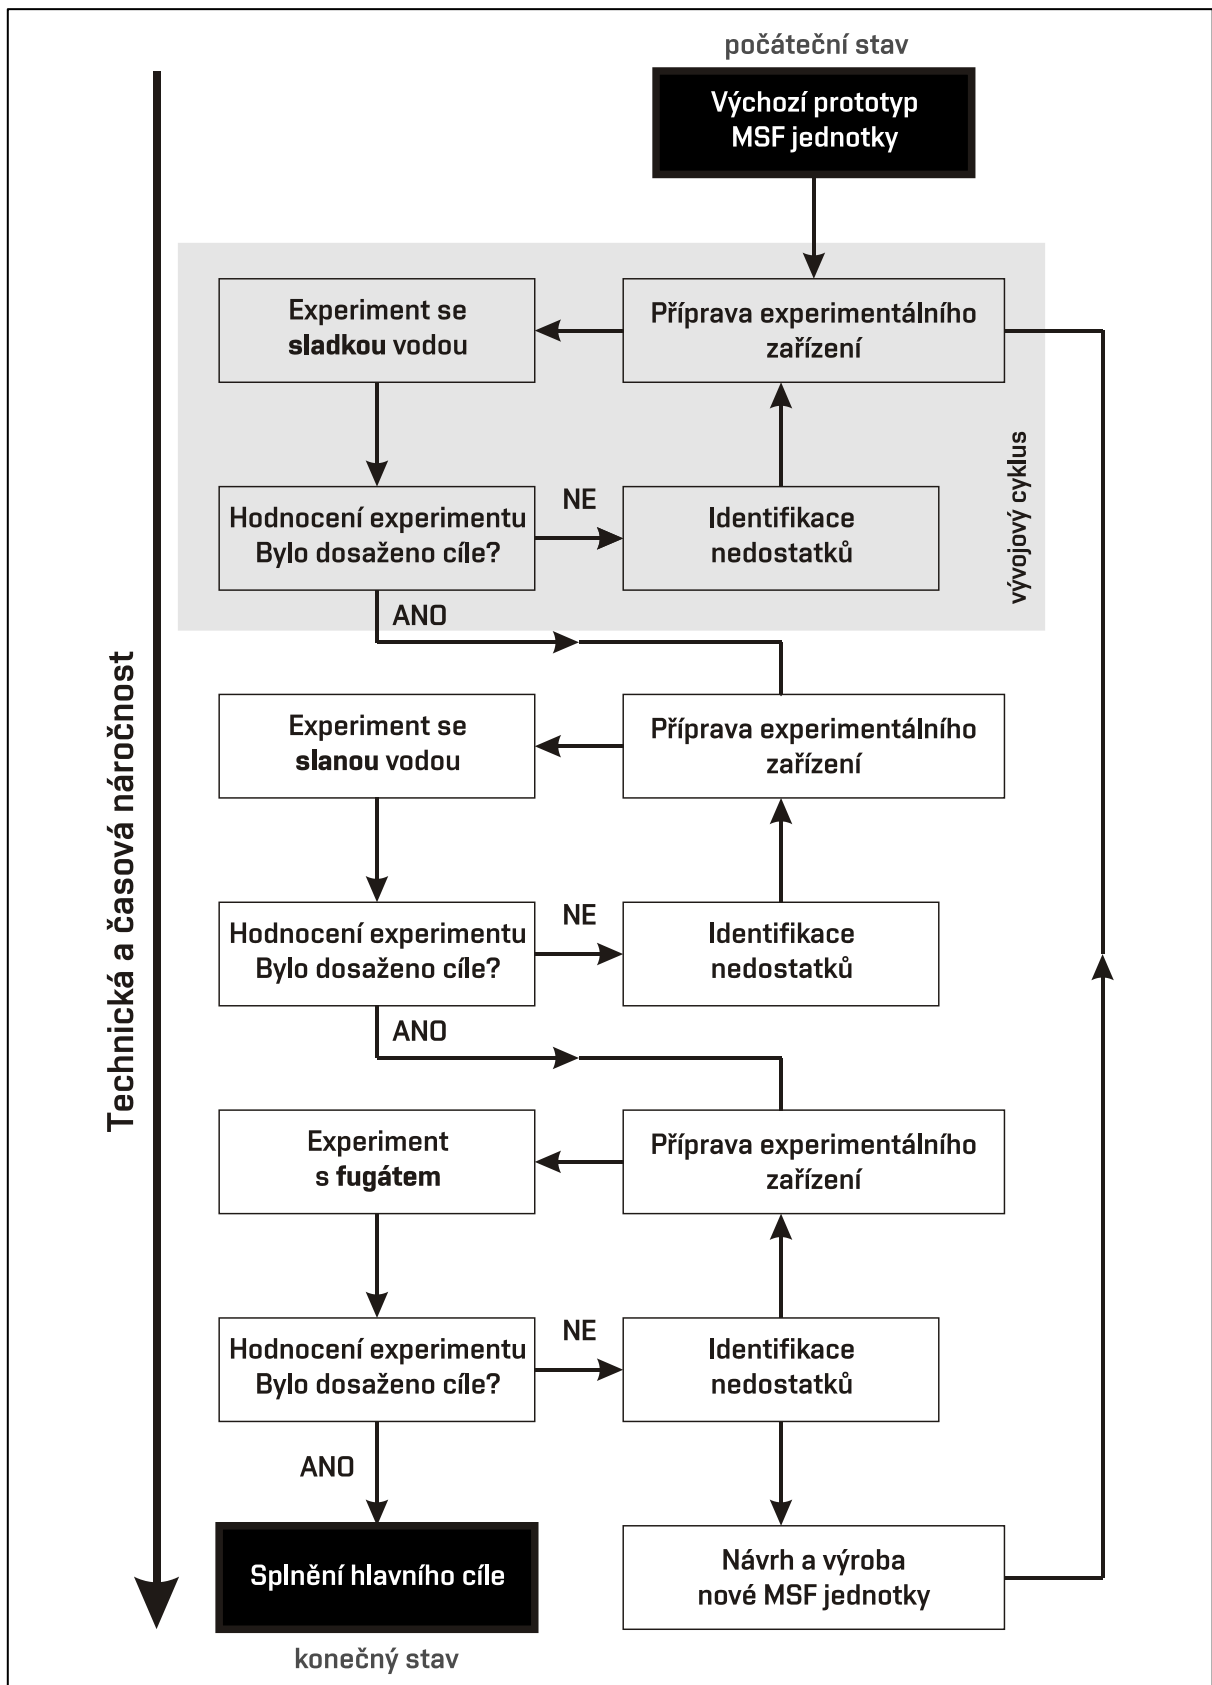 počáteční stav
Výchozí prototyp
MSF jednotky
Experiment se
sladkou vodou
Příprava experimentálního
zařízení
Hodnocení experimentu
Bylo dosaženo cíle?
NE
Identifikace
nedostatků
vývojový cyklus
ANO
Experiment se
slanou vodou
Příprava experimentálního
zařízení
Hodnocení experimentu
Bylo dosaženo cíle?
NE
Identifikace
nedostatků
ANO
Technická a časová náročnost
Experiment
s fugátem
Příprava experimentálního
zařízení
Hodnocení experimentu
Bylo dosaženo cíle?
NE
Identifikace
nedostatků
ANO
Splnění hlavního cíle
Návrh a výroba
nové MSF jednotky
konečný stav